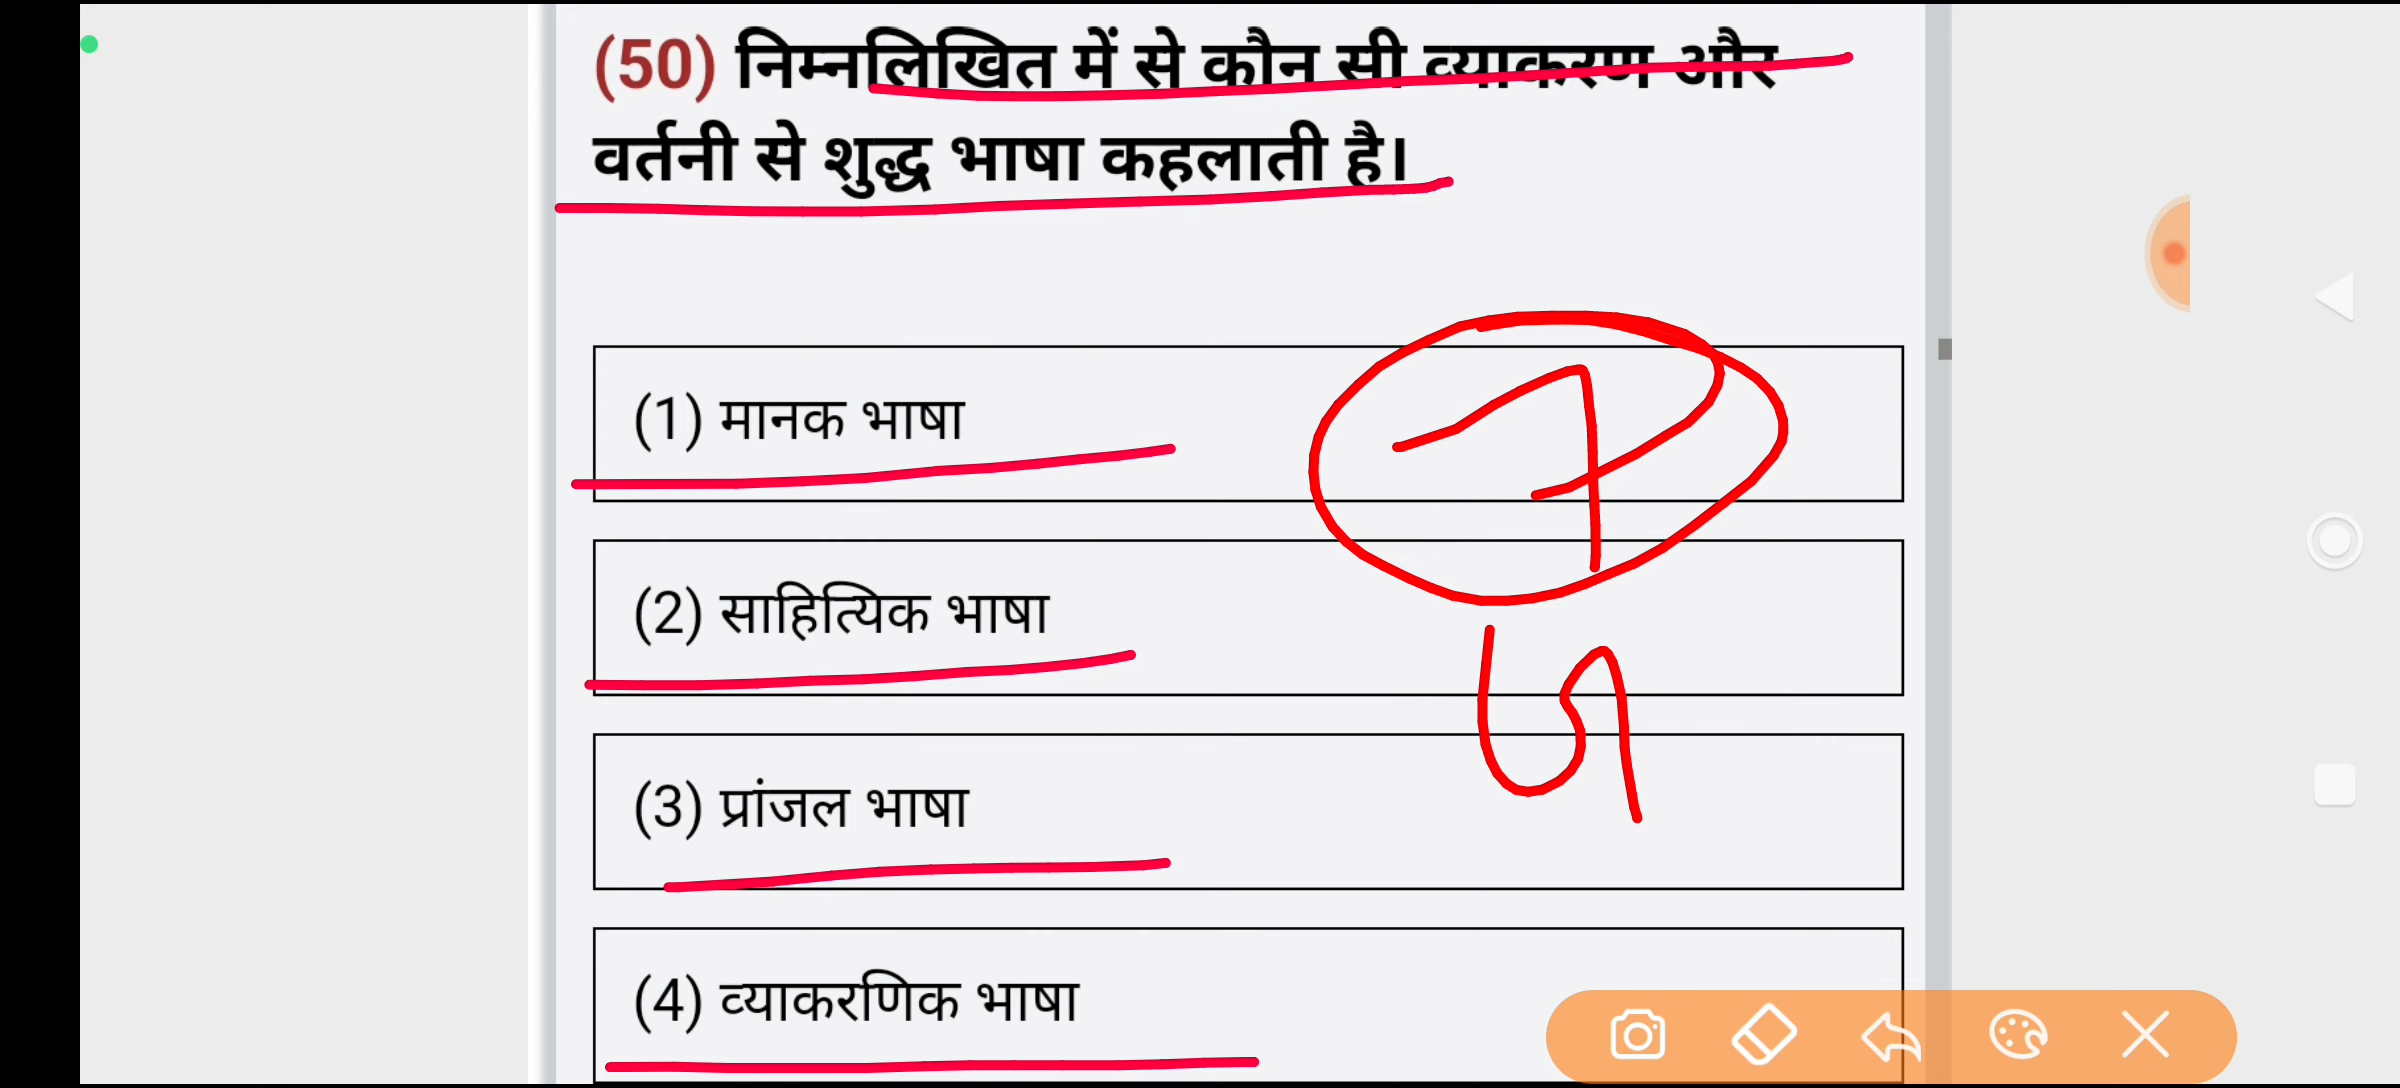 (50) निम्नलिखित में से कौन सी व्याकरण और
वर्तनी से शुद्ध भाषा कहलाती है।
(1) मानक भाषा
(2) साहित्यिक भाषा
(3) प्रांजल भाषा
(4) व्याकरणिक भाषा